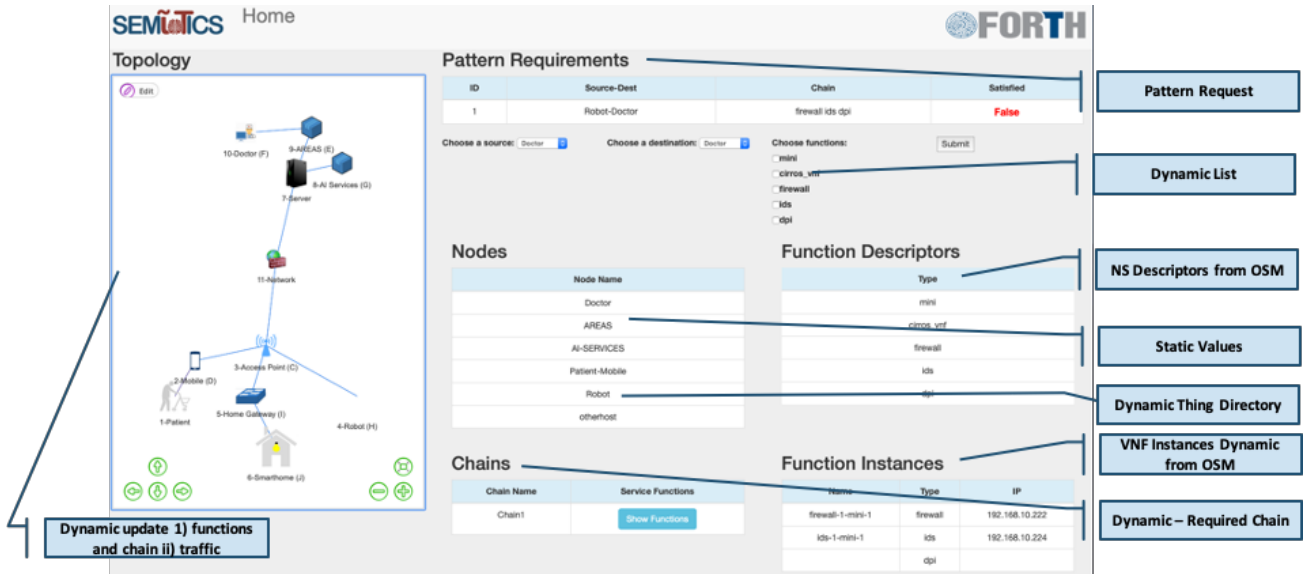 SEMIoTICS
Home
FORTH
Topology
Edit
10-Doctor (F)
9-AREAS (E)
8-AI Services (G)
7-Server
11-Network
3-Access Point (C)
2-Mobile (D)
1-Patient
5-Home Gateway (I)
4-Robot (H)
6-Smarthome (J)
Pattern Requirements
ID Source-Dest Chain Satisfied
1 Robot-Doctor firewall ids dpi False
Choose a source: Doctor Choose a destination: Doctor Choose functions: Submit
mini
cirros_vnf
firewall
ids
dpi
Nodes
Node Name
Doctor
AREAS
AI-SERVICES
Patient-Mobile
Robot
otherhost
Function Descriptors
Type
mini
cirros_vnf
firewall
ids
dpi
Chains
Chain Name Service Functions
Chain1 Show Functions
Function Instances
Name Type IP
firewall-1-mini-1 firewall 192.168.10.222
ids-1-mini-1 ids 192.168.10.224
dpi
Pattern Request
Dynamic List
NS Descriptors from OSM
Static Values
Dynamic Thing Directory
VNF Instances Dynamic
from OSM
Dynamic – Required Chain
Dynamic update 1) functions
and chain ii) traffic